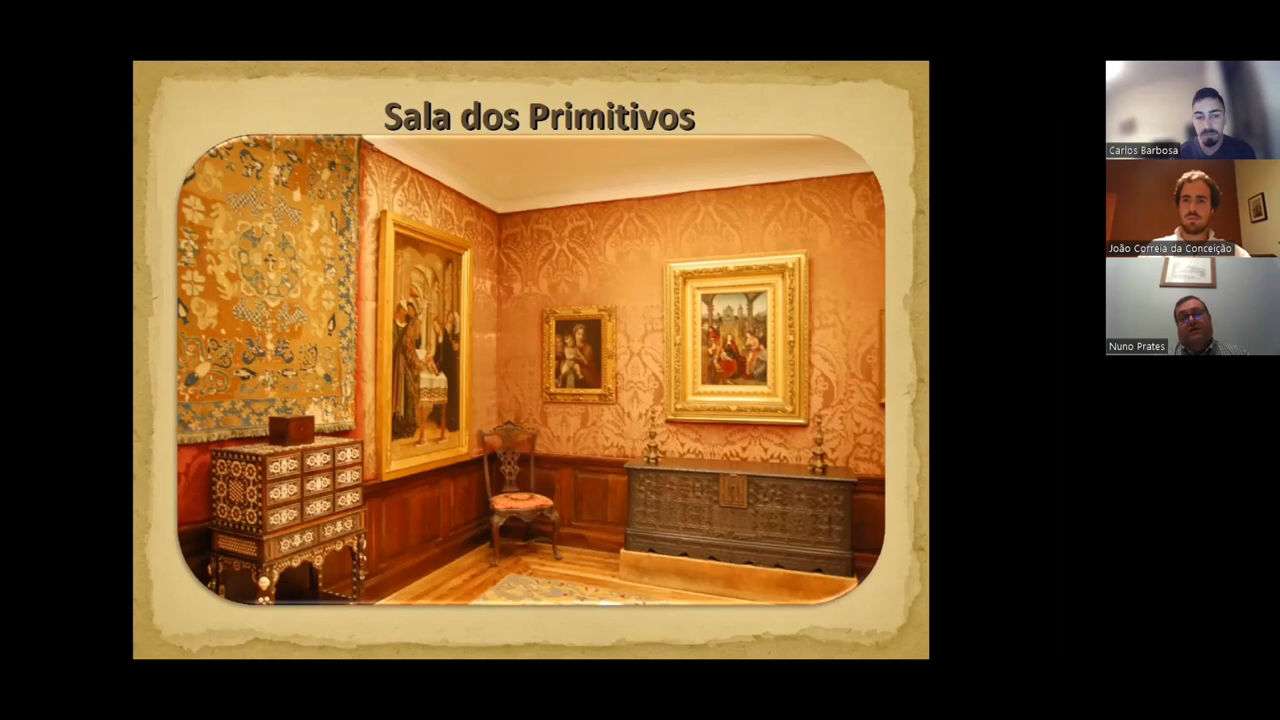 Sala dos Primitivos
Carlos Barbosa
João Correia da Conceição
Nuno Prates